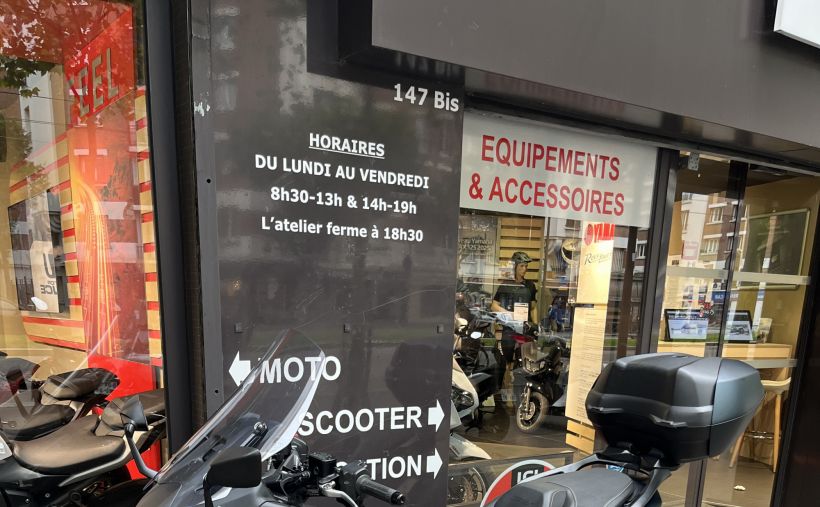 147 Bis
HORAIRES
DU LUNDI AU VENDREDI
8h30-13h & 14h-19h
L'atelier ferme à 18h30
EQUIPEMENTS
& ACCESSOIRES
MOTO
SCOOTER